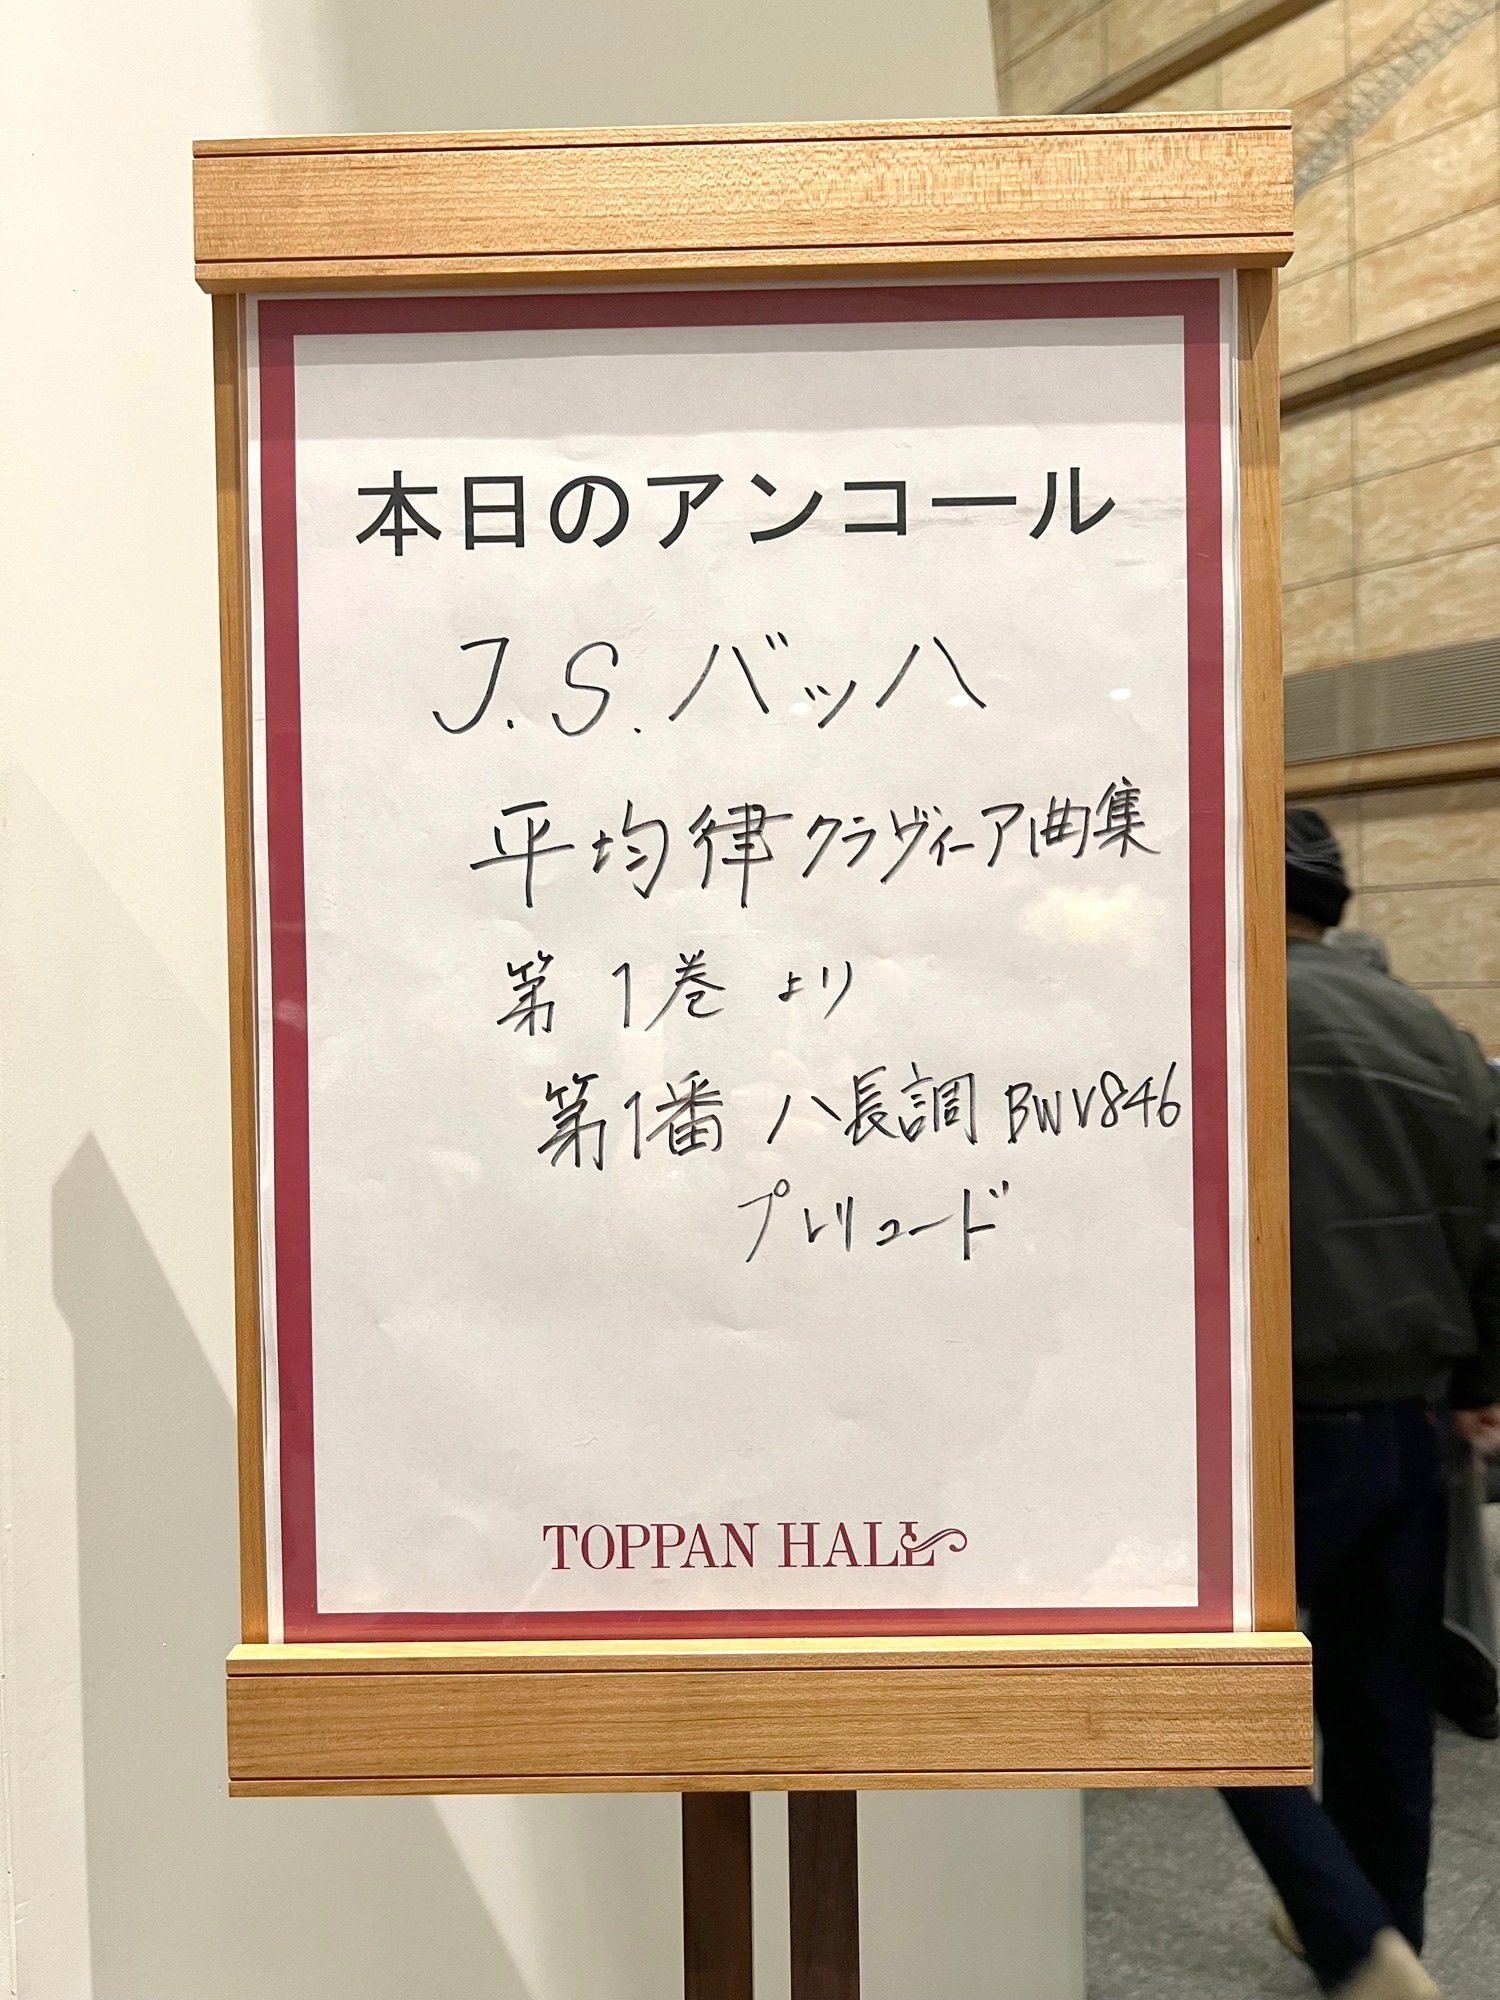 本日のアンコール
J.S.バッハ
平均律クラヴィーア曲集
第1巻より
第1番 ハ長調 BWV846
プレリュード
TOPPAN HALL